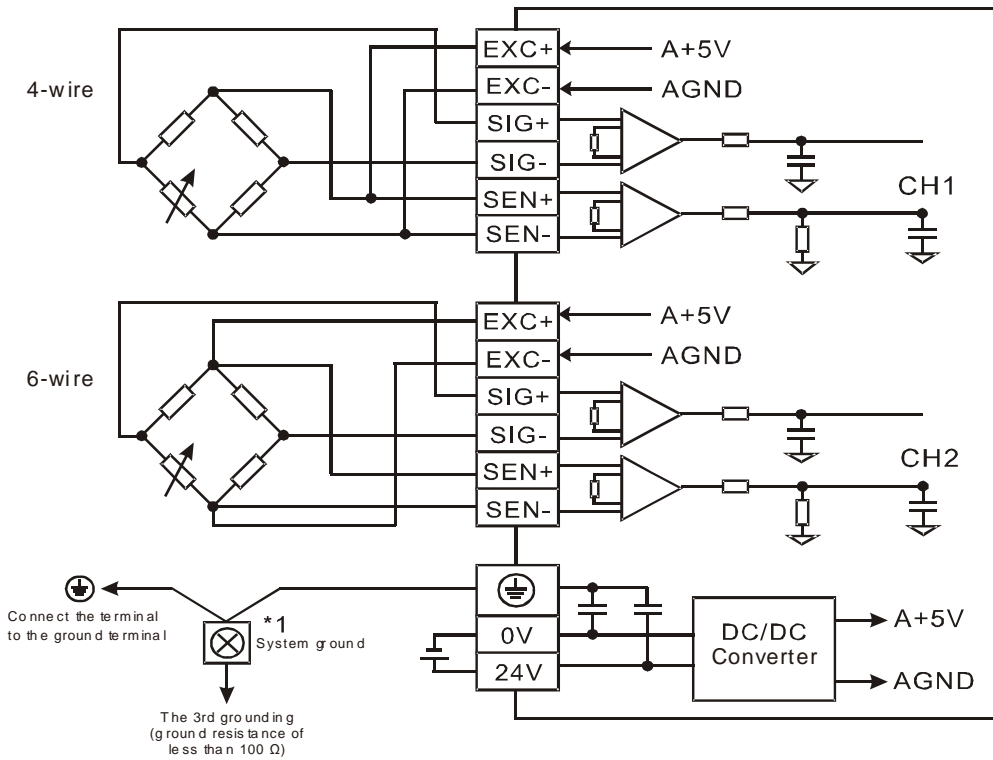 4-wire
EXC+
EXC-
SIG+
SIG-
SEN+
SEN-
A+5V
AGND
CH1
6-wire
EXC+
EXC-
SIG+
SIG-
SEN+
SEN-
A+5V
AGND
CH2
Connect the terminal
to the ground terminal
*1
System ground
The 3rd grounding
(ground resistance of
less than 100 Ω)
0V
24V
DC/DC
Converter
A+5V
AGND